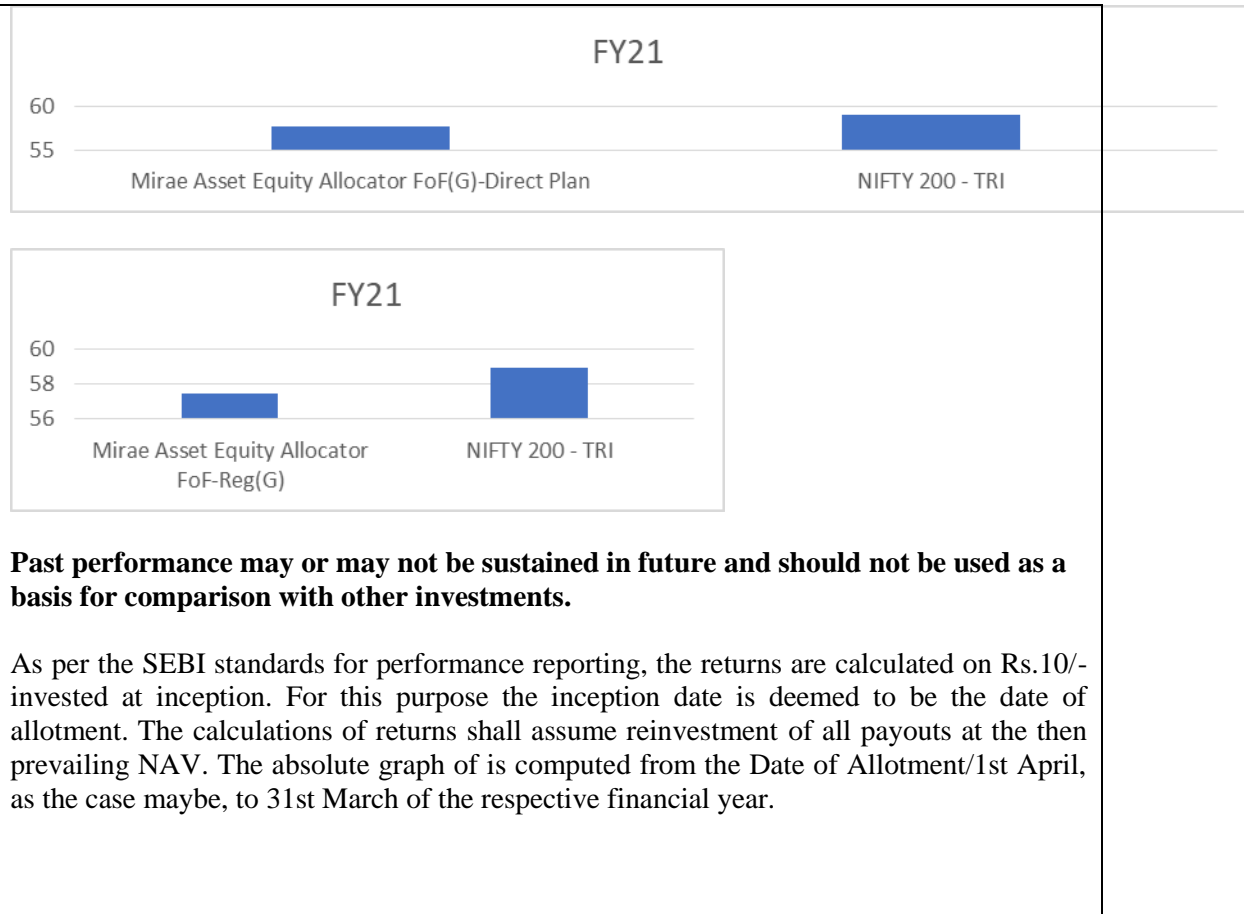 FY21
60
55
Mirae Asset Equity Allocator FoF(G)-Direct Plan
NIFTY 200 - TRI
FY21
60
58
56
Mirae Asset Equity Allocator
FoF-Reg(G)
NIFTY 200 - TRI
Past performance may or may not be sustained in future and should not be used as a
basis for comparison with other investments.
As per the SEBI standards for performance reporting, the returns are calculated on Rs.10/-
invested at inception. For this purpose the inception date is deemed to be the date of
allotment. The calculations of returns shall assume reinvestment of all payouts at the then
prevailing NAV. The absolute graph of is computed from the Date of Allotment/1st April,
as the case maybe, to 31st March of the respective financial year.